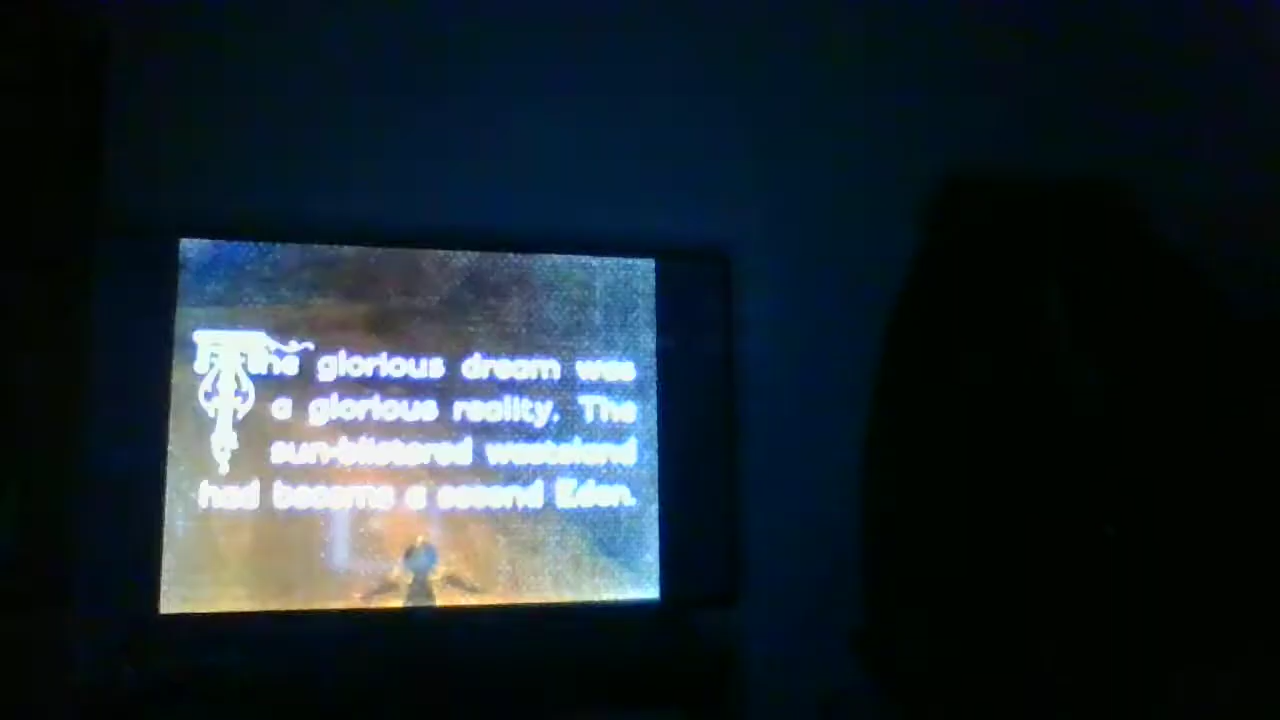 The glorious dream was
a glorious reality. The
sun-blistered wasteland
had become a second Eden.